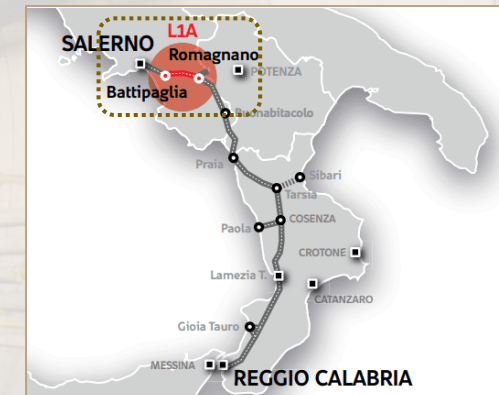 L1A
SALERNO
Romagnano
POTENZA
Battipaglia
Buonabitacolo
Praia
Sibari
Tarsia
Paola
COSENZA
CROTONE
Lamezia T.
CATANZARO
Gioia Tauro
MESSINA
REGGIO CALABRIA